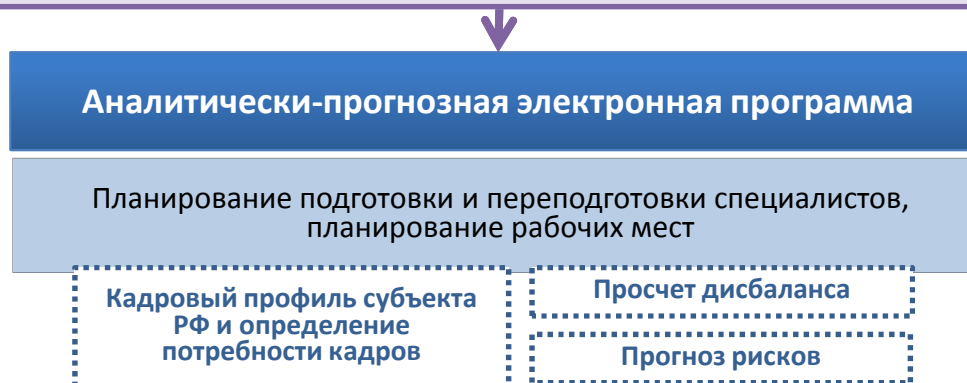 Аналитически-прогнозная электронная программа
Планирование подготовки и переподготовки специалистов,
планирование рабочих мест
Кадровый профиль субъекта
РФ и определение
потребности кадров
Просчет дисбаланса
Прогноз рисков